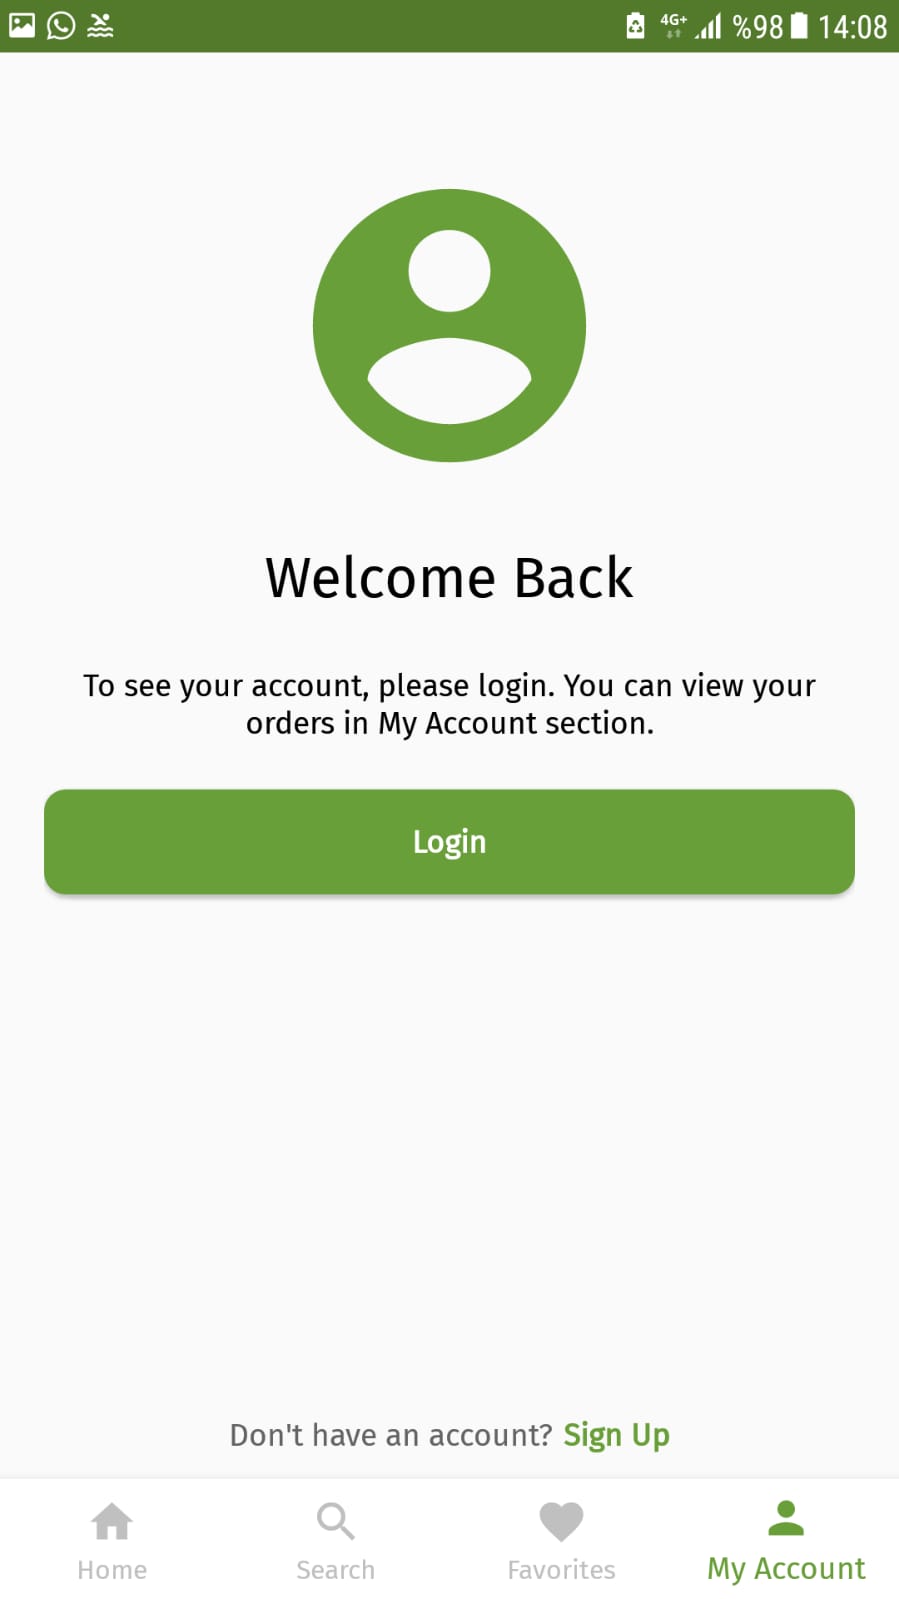 4G+ %98 14:08
Welcome Back
To see your account, please login. You can view your
orders in My Account section.
Login
Don't have an account? Sign Up
Home Search Favorites My Account